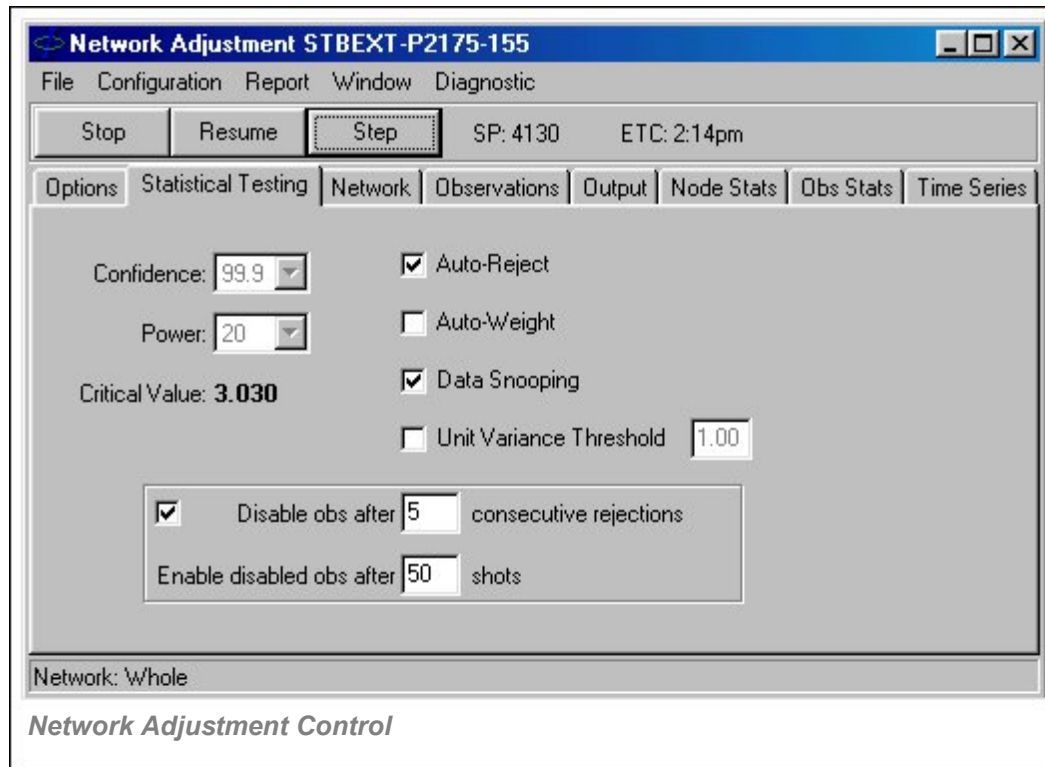 Network Adjustment STBEXT-P2175-155
File Configuration Report Window Diagnostic
Stop Resume Step SP: 4130 ETC: 2:14pm
Options Statistical Testing Network Observations Output Node Stats Obs Stats Time Series
Confidence: 99.9 Auto-Reject
Power: 20 Auto-Weight
Critical Value: 3.030 Data Snooping
Unit Variance Threshold 1.00
Disable obs after 5 consecutive rejections
Enable disabled obs after 50 shots
Network: Whole
Network Adjustment Control